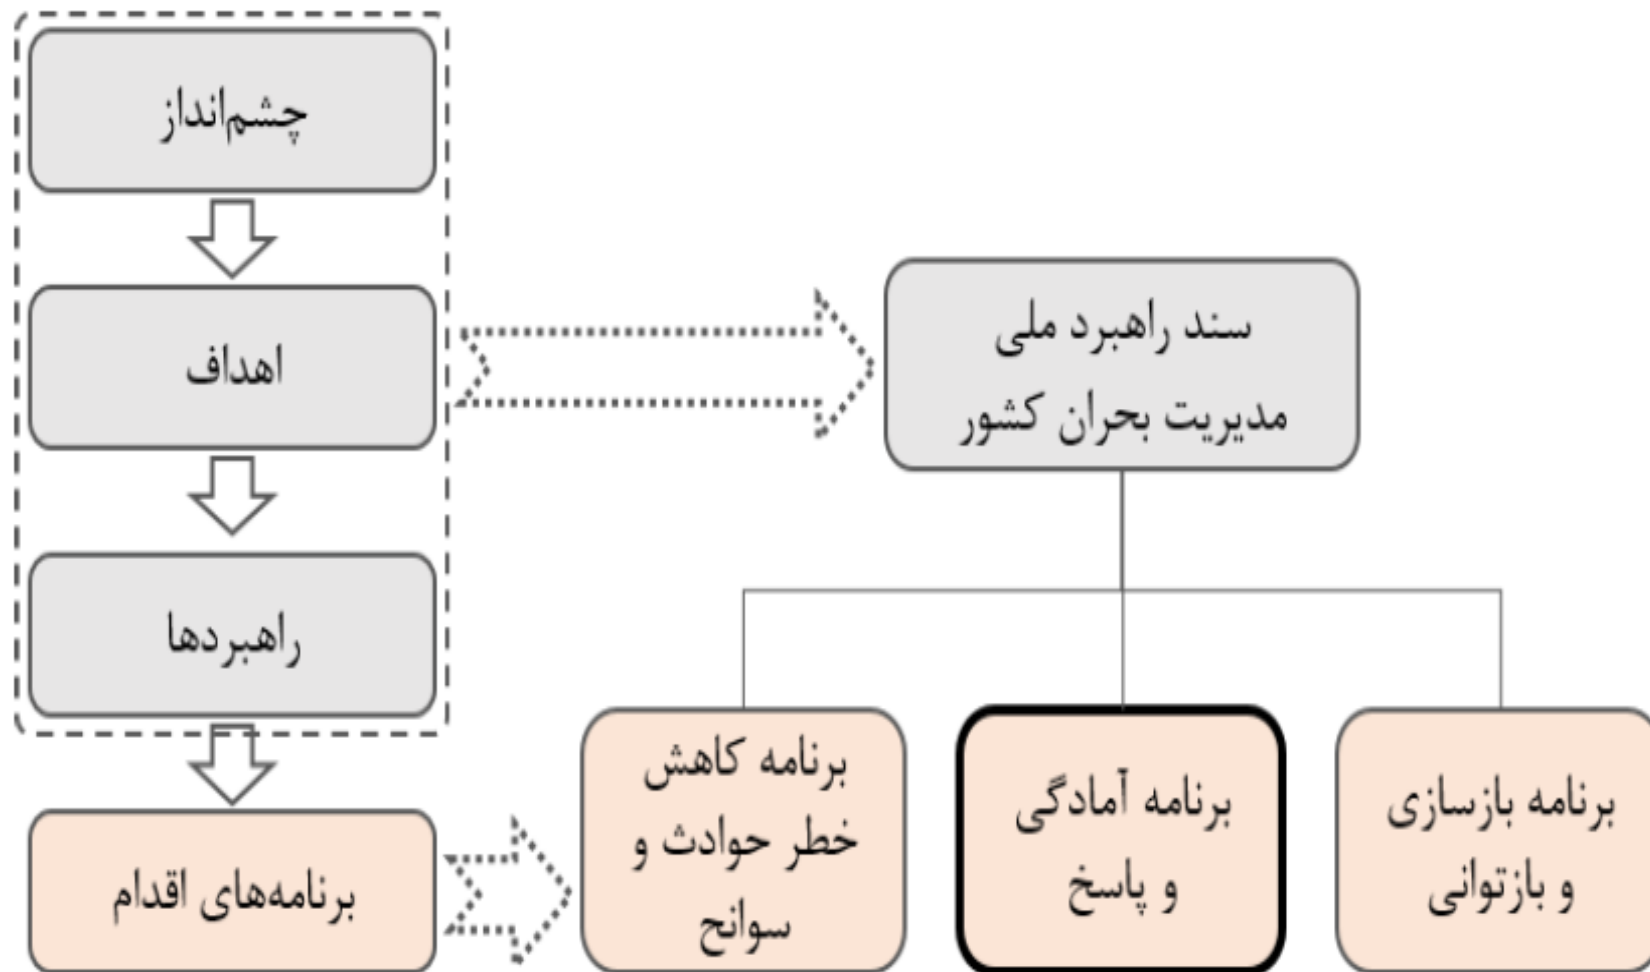 چشم‌انداز
اهداف
راهبردها
برنامه‌های اقدام
سند راهبرد ملی
مدیریت بحران کشور
برنامه کاهش
خطر حوادث و
سوانح
برنامه آمادگی
و پاسخ
برنامه بازسازی
و بازتوانی